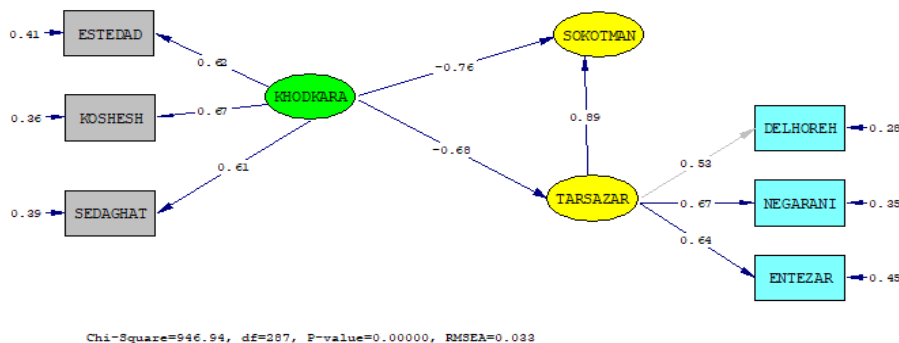 0.41
ESTEDAD
SOKOTMAN
0.62
-0.76
KHODKARA
0.36
KOSHESH
0.67
0.89
DELHOREH
0.28
-0.68
0.53
0.61
0.39
SEDAGHAT
TARSAZAR
0.67
NEGARANI
0.35
0.64
ENTEZAR
0.45
Chi-Square=946.94, df=287, P-value=0.00000, RMSEA=0.033